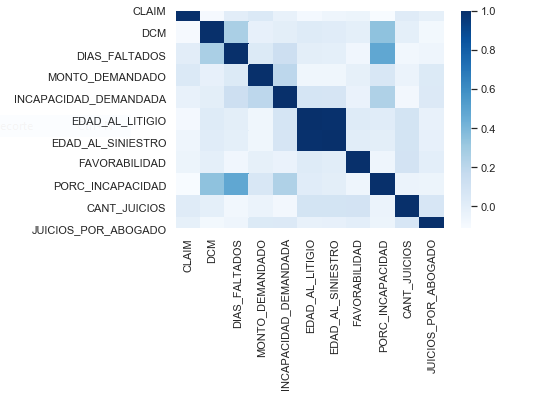 CLAIM
DCM
DIAS_FALTADOS
MONTO_DEMANDADO
INCAPACIDAD_DEMANDADA
EDAD_AL_LITIGIO
EDAD_AL_SINIESTRO
FAVORABILIDAD
PORC_INCAPACIDAD
CANT_JUICIOS
JUICIOS_POR_ABOGADO
CLAIM
DCM
DIAS_FALTADOS
MONTO_DEMANDADO
INCAPACIDAD_DEMANDADA
EDAD_AL_LITIGIO
EDAD_AL_SINIESTRO
FAVORABILIDAD
PORC_INCAPACIDAD
CANT_JUICIOS
JUICIOS_POR_ABOGADO
1.0
0.8
0.6
0.4
0.2
0.0